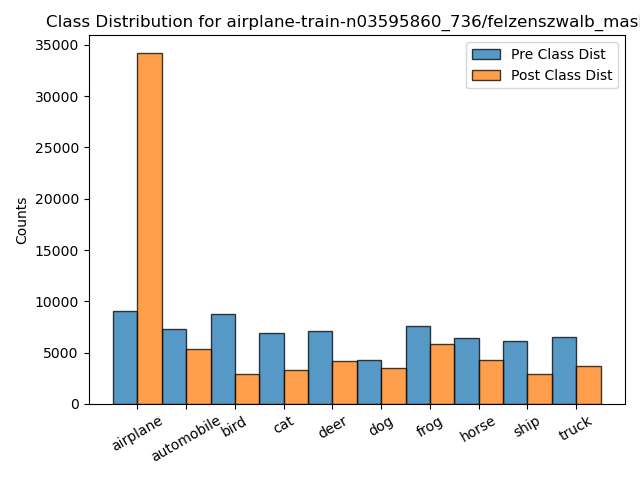 Class Distribution for airplane-train-n03595860_736/felzenszwalb_mas
Pre Class Dist
Post Class Dist
Counts
35000
30000
25000
20000
15000
10000
5000
0
airplane
automobile
bird
cat
deer
dog
frog
horse
ship
truck